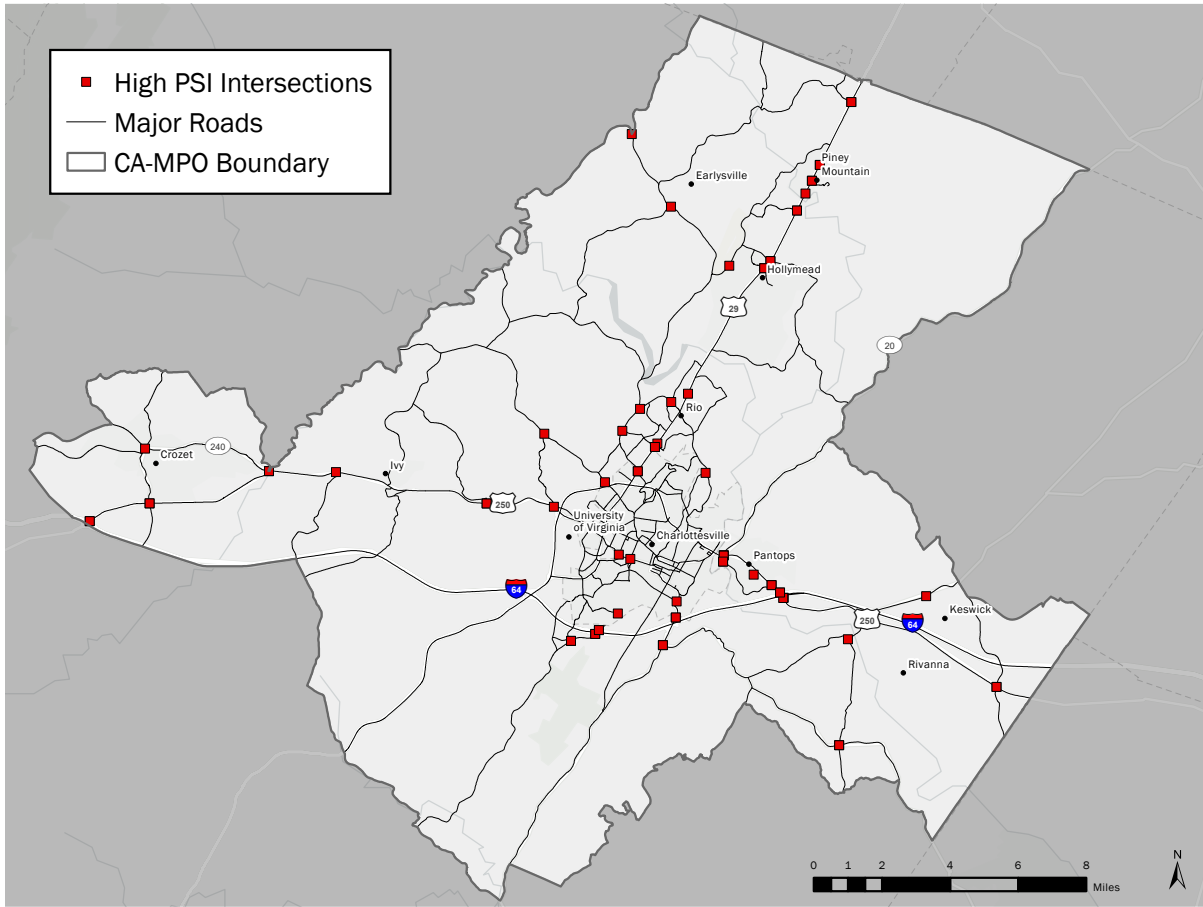 High PSI Intersections
Major Roads
CA-MPO Boundary
Piney
Mountain
Earlysville
Hollymead
29
20
Rio
240
Crozet
Ivy
250
University
of Virginia
Charlottesville
Pantops
64
Keswick
250
64
Rivanna
0 1 2 4 6 8
Miles
N